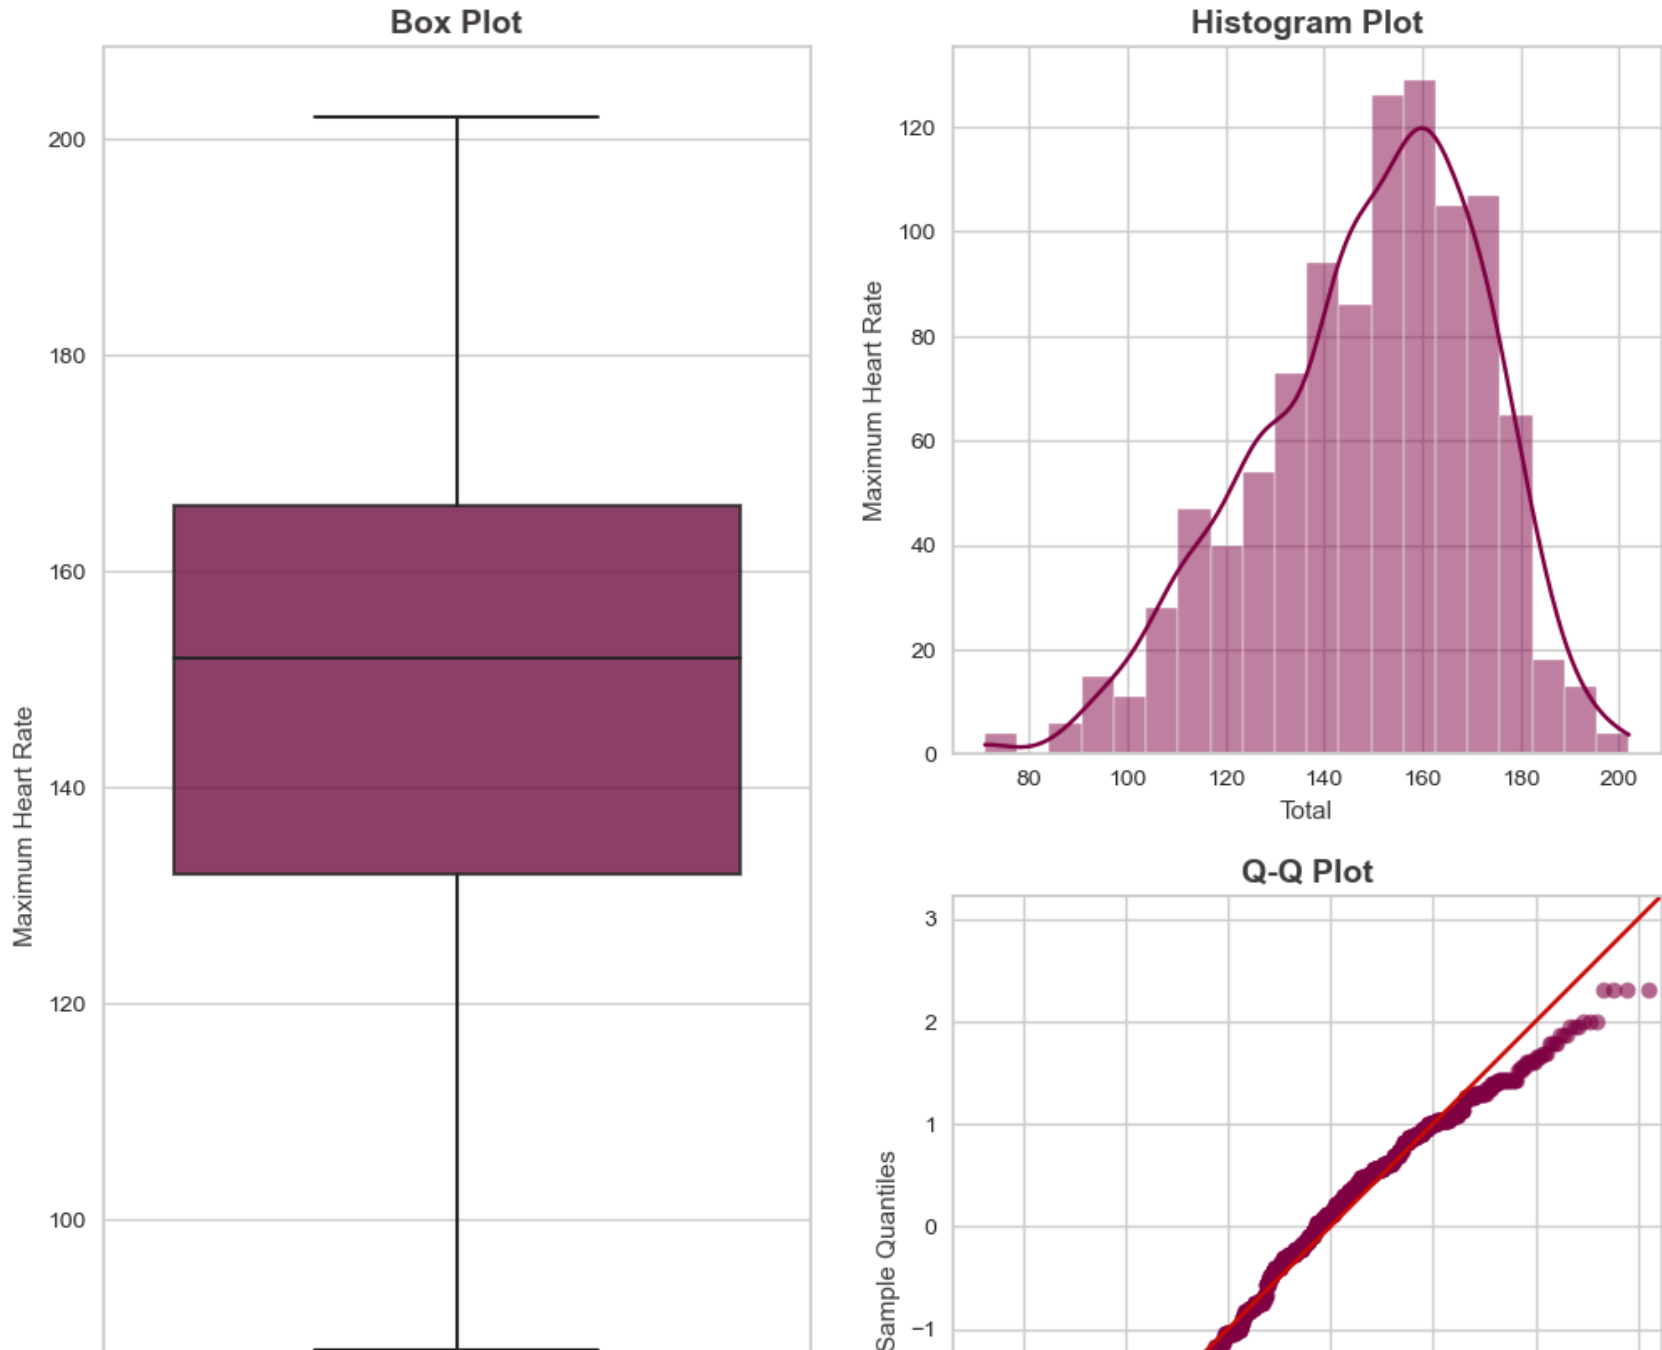 Box Plot
200
180
160
140
120
100
Maximum Heart Rate
Histogram Plot
120
100
80
60
40
20
0
Maximum Heart Rate
80 100 120 140 160 180 200
Total
Q-Q Plot
3
2
1
0
−1
Sample Quantiles